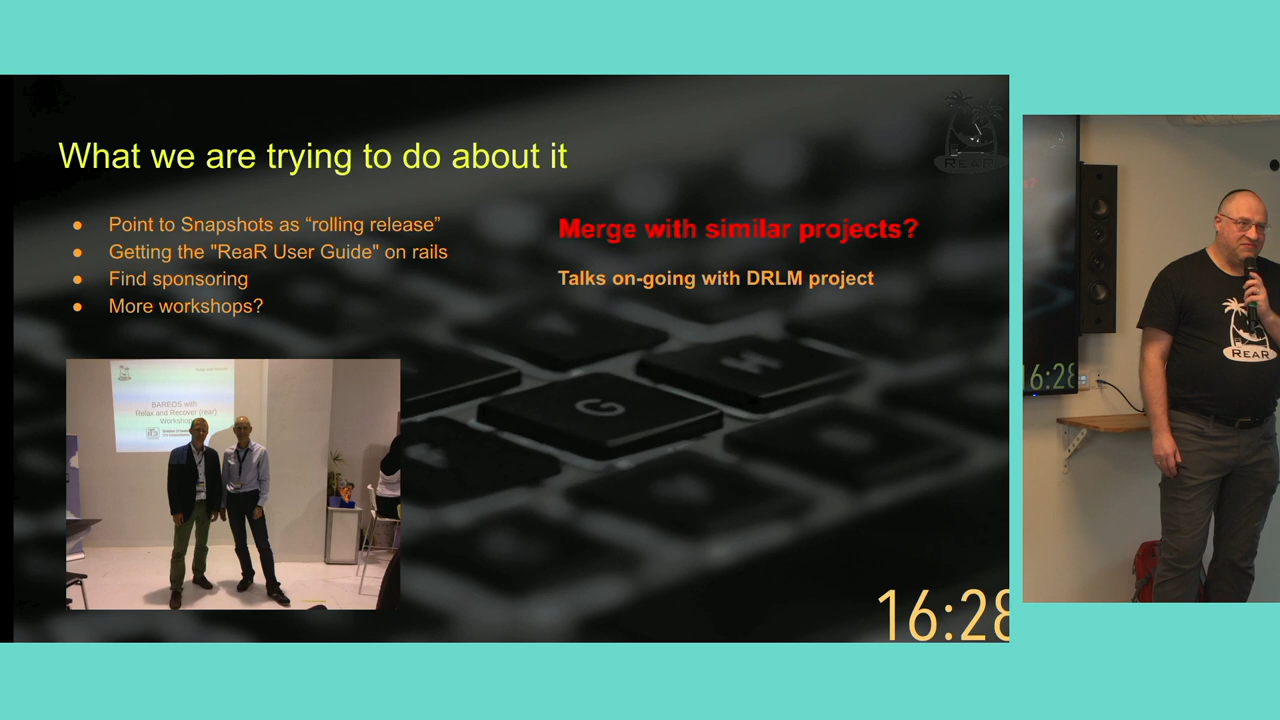 What we are trying to do about it
REAR
● Point to Snapshots as “rolling release”
● Getting the "ReaR User Guide" on rails
● Find sponsoring
● More workshops?
Merge with similar projects?
Talks on-going with DRLM project
BAREOS with
Relax and Recover (rear)
Workshop
G
16:28
16:28
REAR